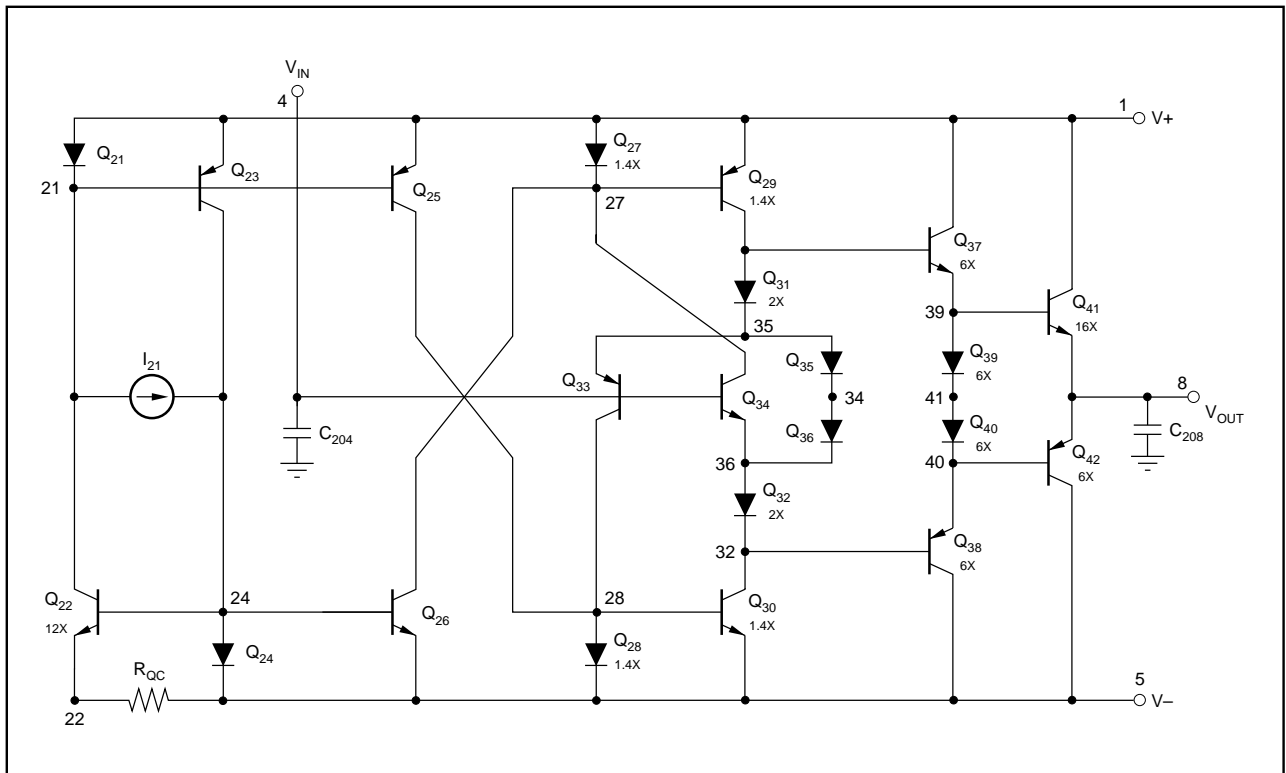 V_IN
4
1
V+
Q21
Q23
Q25
Q27
1.4X
Q29
1.4X
21
27
Q37
6X
Q31
2X
Q41
16X
39
35
I21
Q33
Q34
Q35
34
Q39
6X
41
8
V_OUT
C204
Q36
Q40
6X
C208
36
40
Q42
6X
Q32
2X
32
Q38
6X
Q22
12X
24
Q26
28
Q30
1.4X
Q24
Q28
1.4X
R_QC
22
5
V–